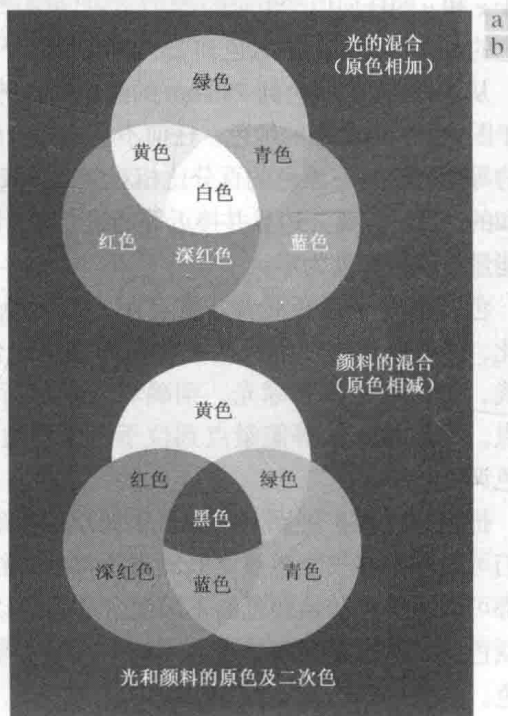 a
b
光的混合
（原色相加）
绿色
黄色
青色
白色
红色
深红色
蓝色
颜料的混合
（原色相减）
黄色
红色
绿色
黑色
深红色
蓝色
青色
光和颜料的原色及二次色